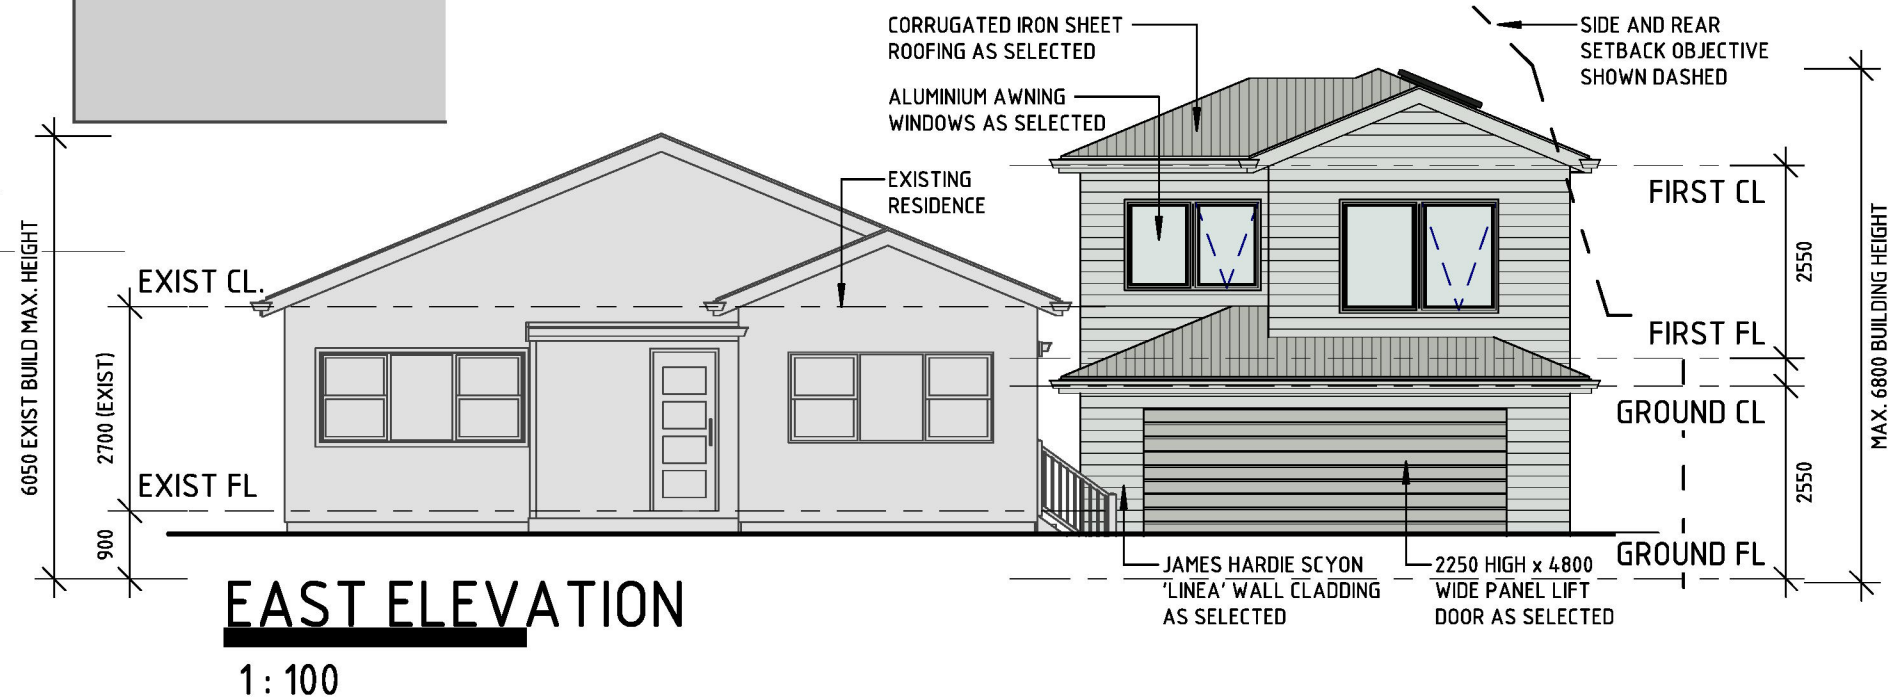 CORRUGATED IRON SHEET
ROOFING AS SELECTED
ALUMINIUM AWNING
WINDOWS AS SELECTED
EXISTING
RESIDENCE
SIDE AND REAR
SETBACK OBJECTIVE
SHOWN DASHED
6050 EXIST BUILD MAX. HEIGHT
2700 (EXIST)
900
EXIST CL.
EXIST FL
FIRST CL
FIRST FL
GROUND CL
GROUND FL
2550
2550
MAX. 6800 BUILDING HEIGHT
JAMES HARDIE SCYON
'LINEA' WALL CLADDING
AS SELECTED
2250 HIGH x 4800
WIDE PANEL LIFT
DOOR AS SELECTED
EAST ELEVATION
1 : 100